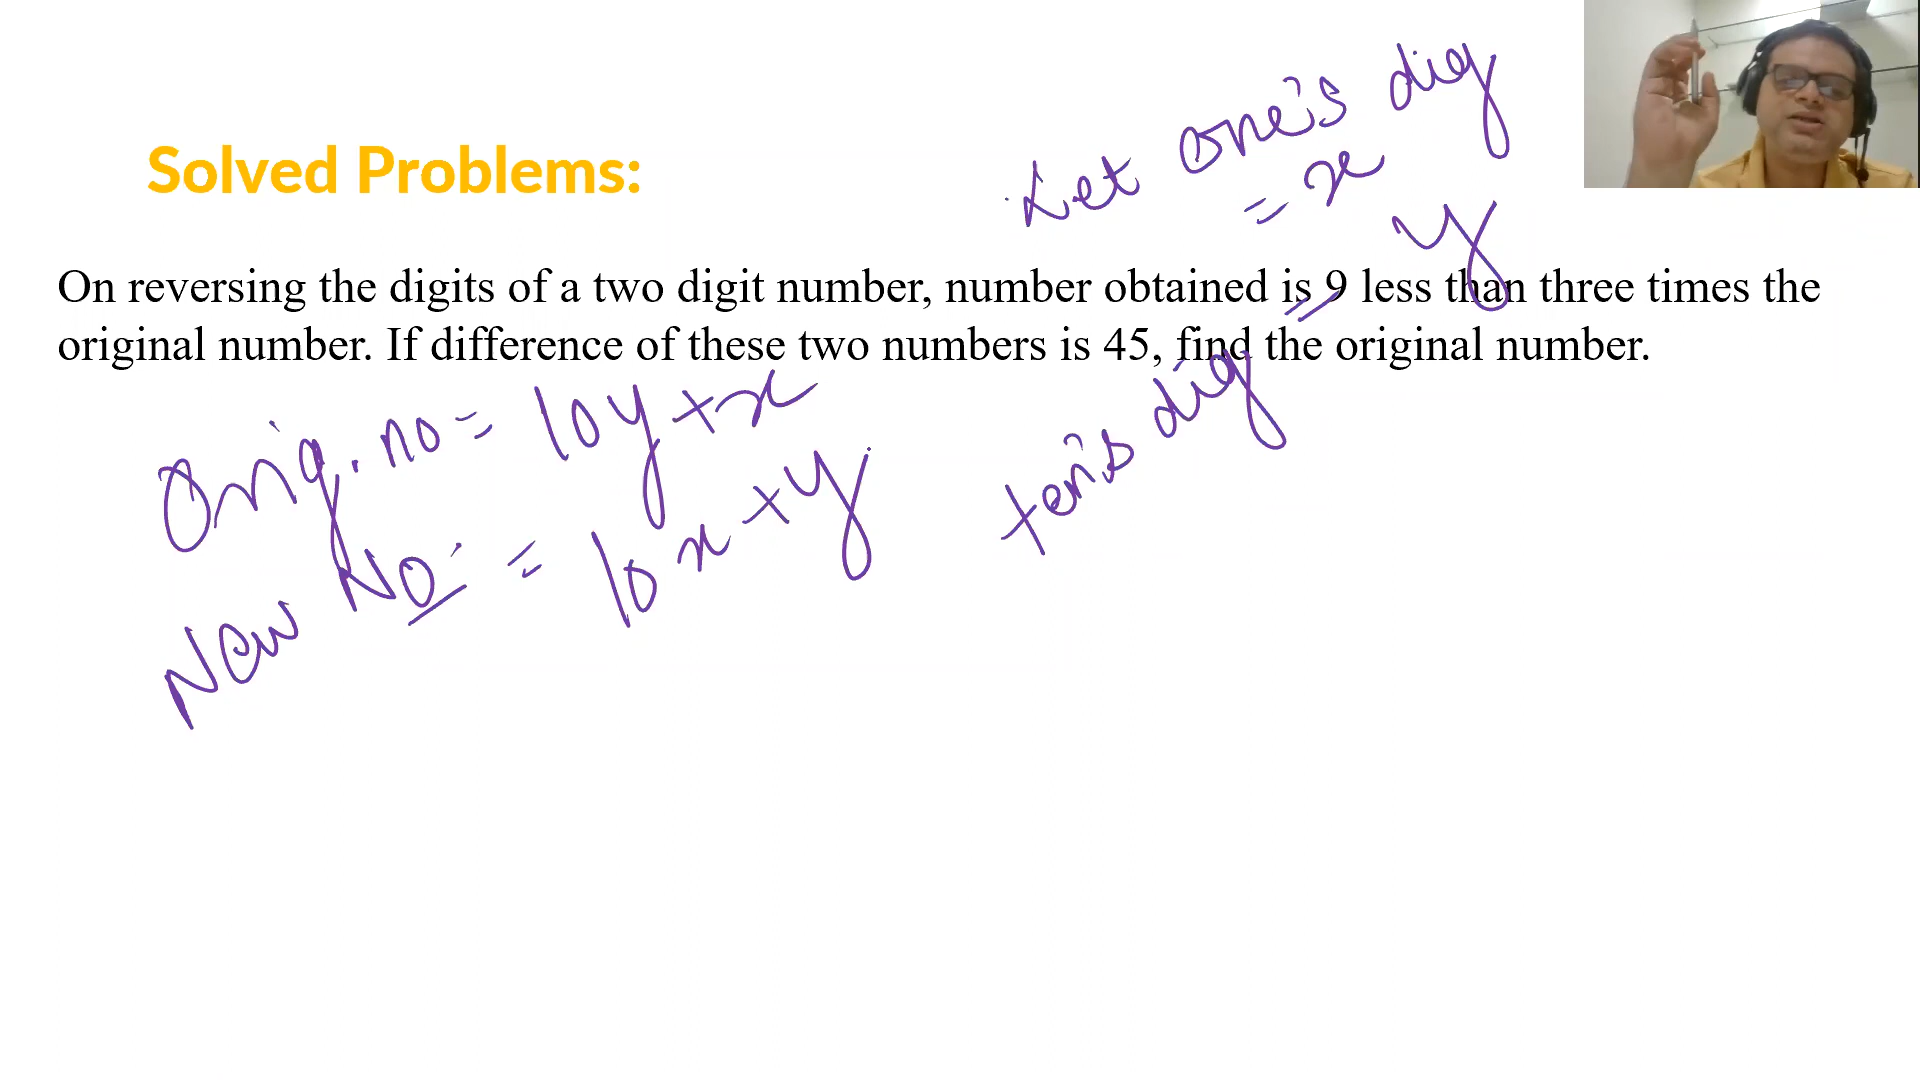 Let one's dig
= x
Solved Problems:
y
On reversing the digits of a two digit number, number obtained is 9 less than three times the
original number. If difference of these two numbers is 45, find the original number.
ten's dig
Orig. no = 10y + x
New No. = 10x + y